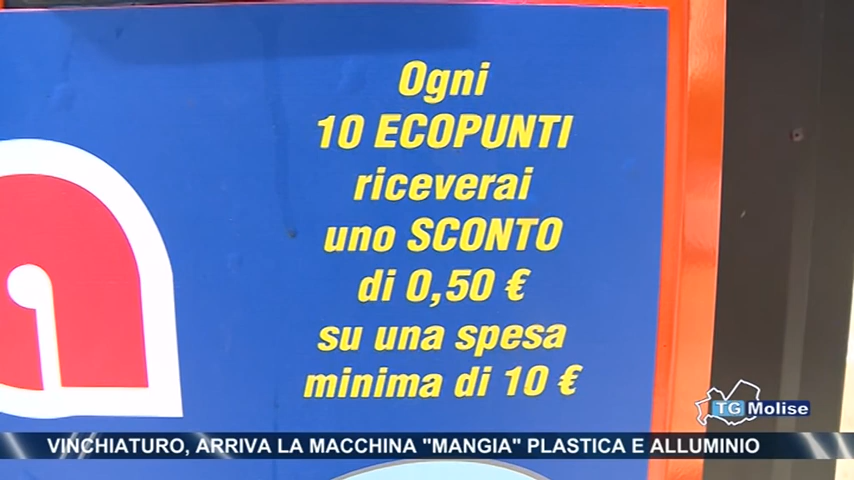 Ogni
10 ECOPUNTI
riceverai
uno SCONTO
di 0,50 €
su una spesa
minima di 10 €
TG Molise
VINCHIATURO, ARRIVA LA MACCHINA "MANGIA" PLASTICA E ALLUMINIO